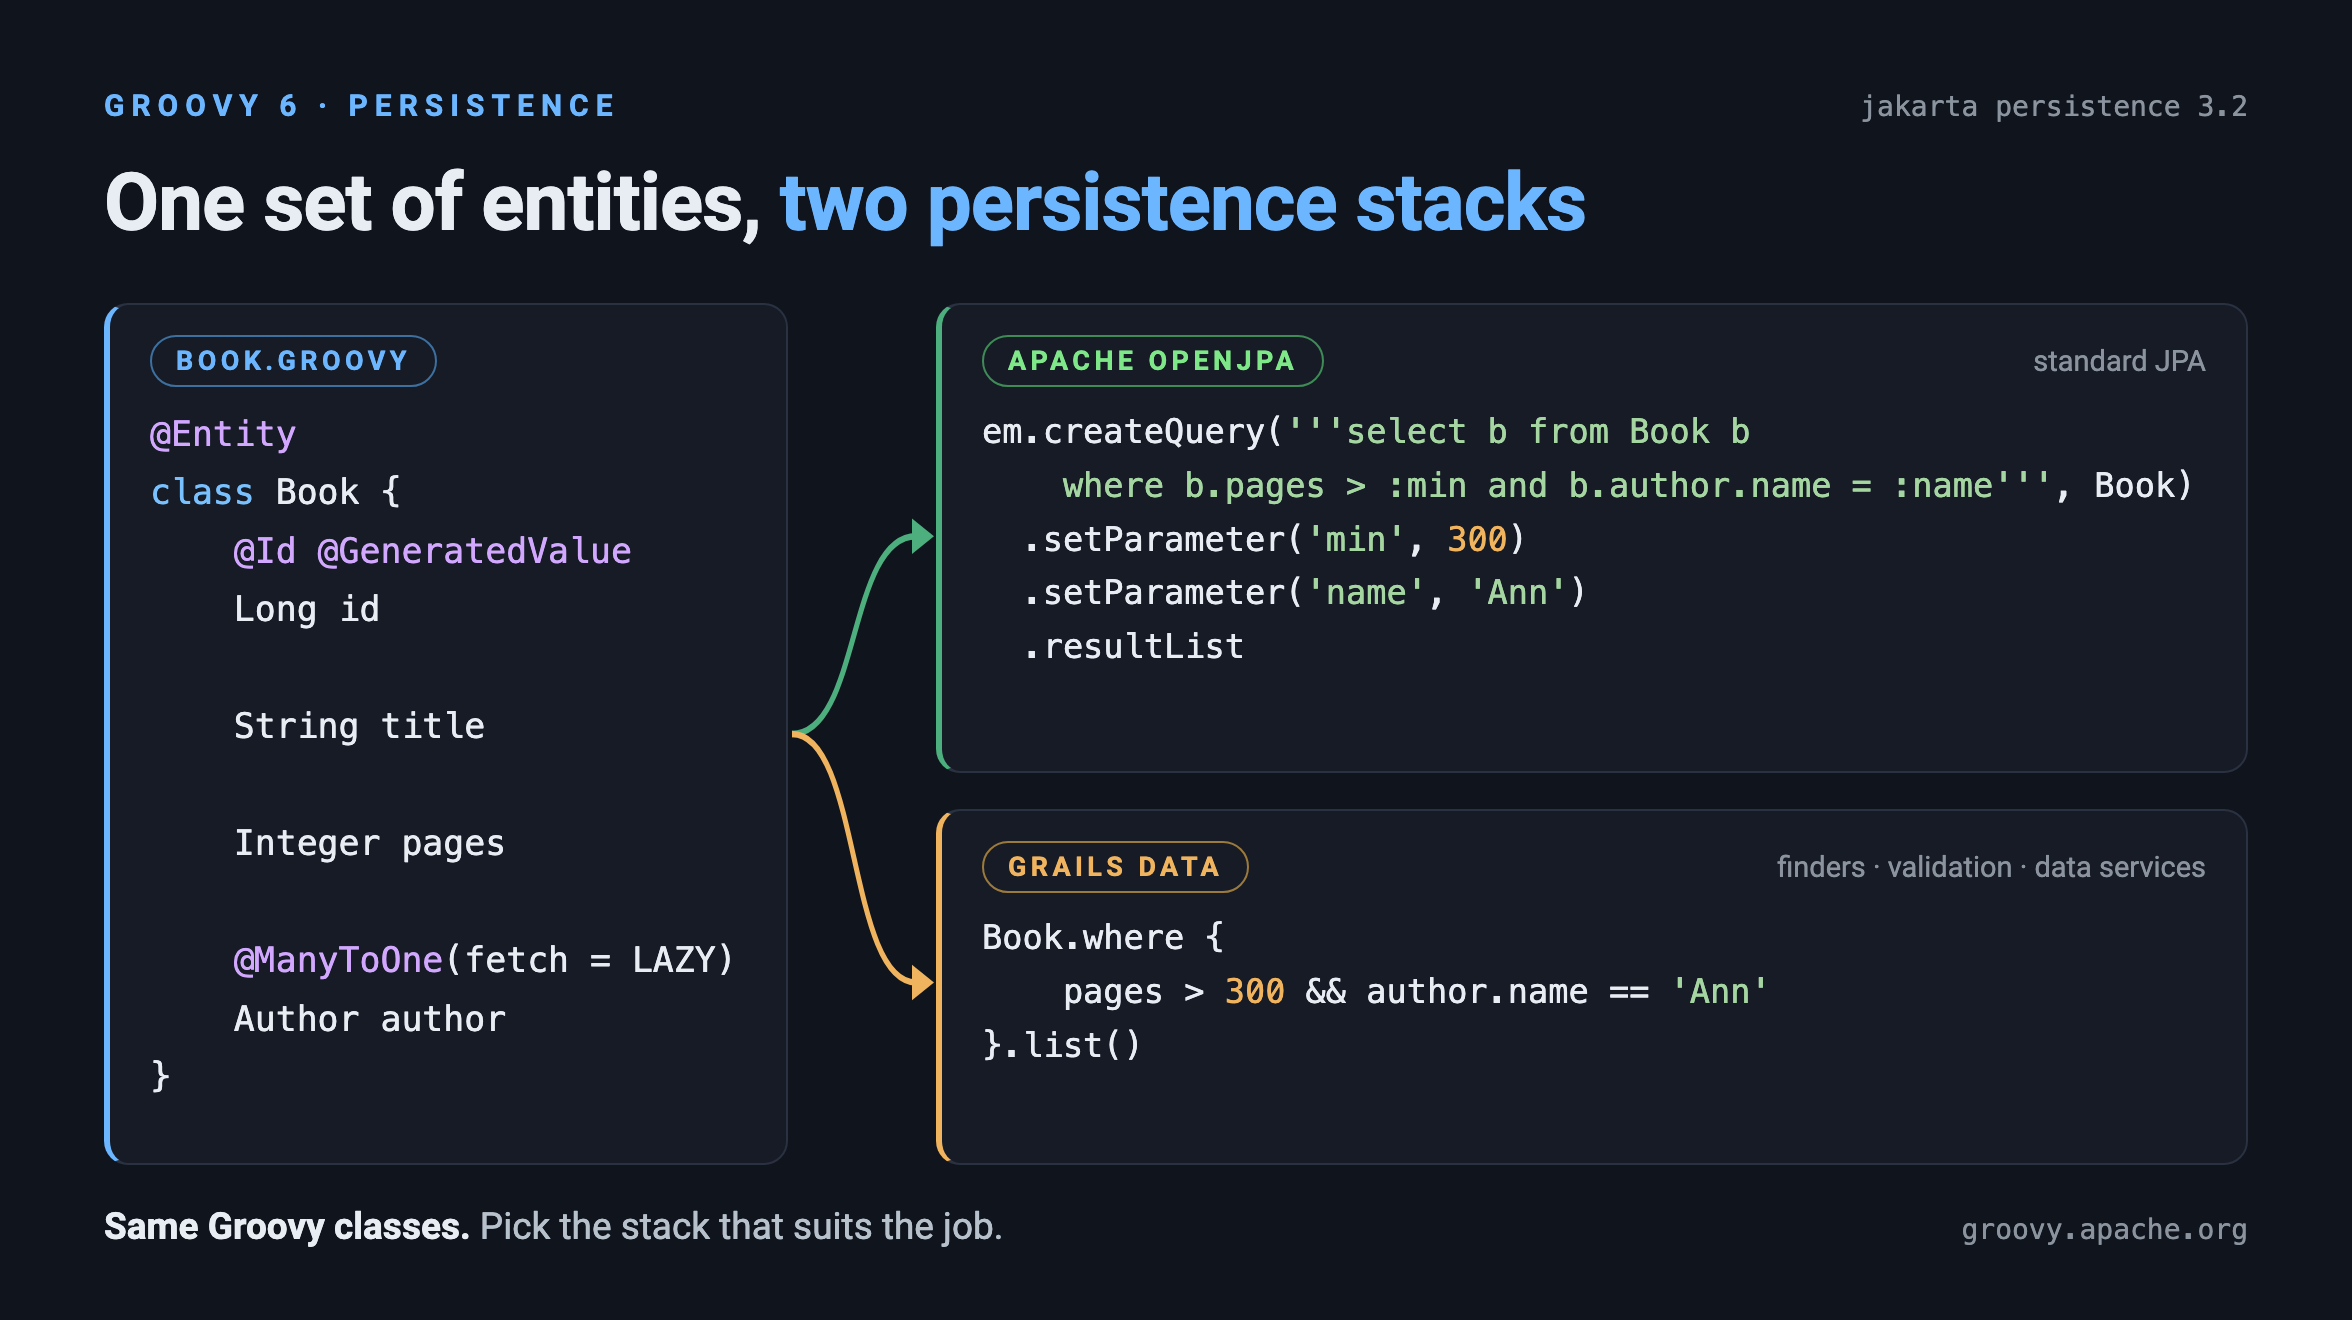 GROOVY 6 · PERSISTENCE
jakarta persistence 3.2
One set of entities, two persistence stacks
BOOK.GROOVY
@Entity
class Book {
    @Id @GeneratedValue
    Long id
    String title
    Integer pages
    @ManyToOne(fetch = LAZY)
    Author author
}
APACHE OPENJPA
standard JPA
em.createQuery('''select b from Book b
    where b.pages > :min and b.author.name = :name''', Book)
  .setParameter('min', 300)
  .setParameter('name', 'Ann')
  .resultList
GRAILS DATA
finders · validation · data services
Book.where {
    pages > 300 && author.name == 'Ann'
}.list()
Same Groovy classes. Pick the stack that suits the job.
groovy.apache.org